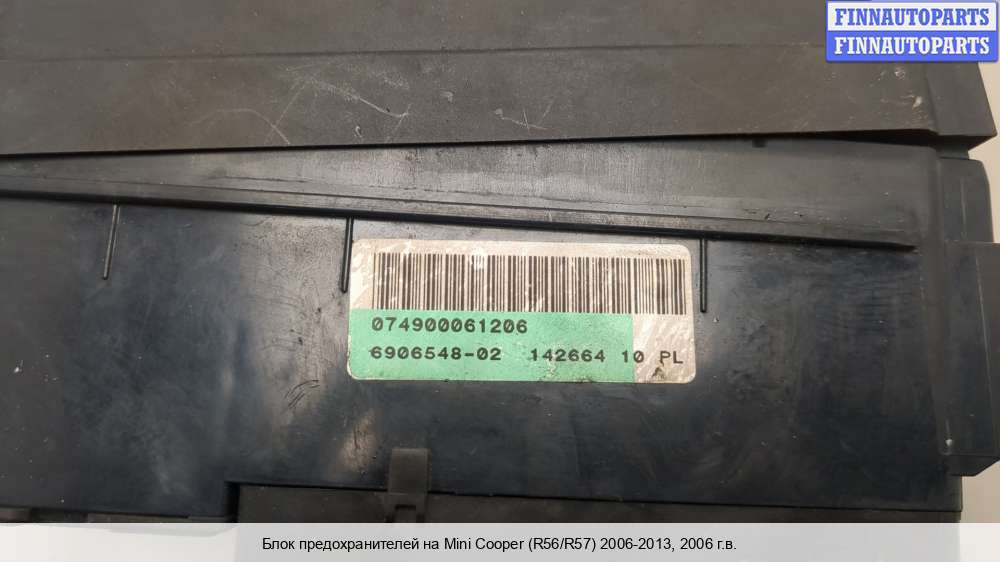 FINNAUTOPARTS
FINNAUTOPARTS
074900061206
6906548-02 142664 10 PL
Блок предохранителей на Mini Cooper (R56/R57) 2006-2013, 2006 г.в.